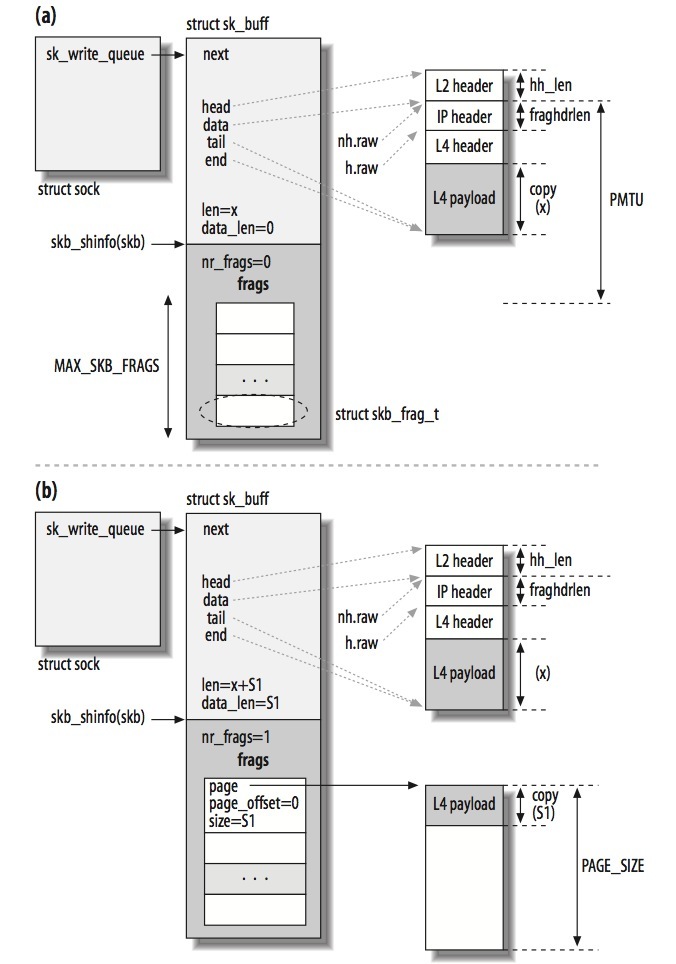 (a)
struct sk_buff
sk_write_queue
next
head
data
tail
end
len=x
data_len=0
struct sock
skb_shinfo(skb)
nr_frags=0
frags
. . .
MAX_SKB_FRAGS
struct skb_frag_t
L2 header
hh_len
IP header
fraghdrlen
nh.raw
L4 header
h.raw
L4 payload
copy
(x)
PMTU
(b)
struct sk_buff
sk_write_queue
next
head
data
tail
end
len=x+S1
data_len=S1
struct sock
skb_shinfo(skb)
nr_frags=1
frags
page
page_offset=0
size=S1
. . .
L2 header
hh_len
IP header
fraghdrlen
nh.raw
L4 header
h.raw
L4 payload
(x)
L4 payload
copy
(S1)
PAGE_SIZE